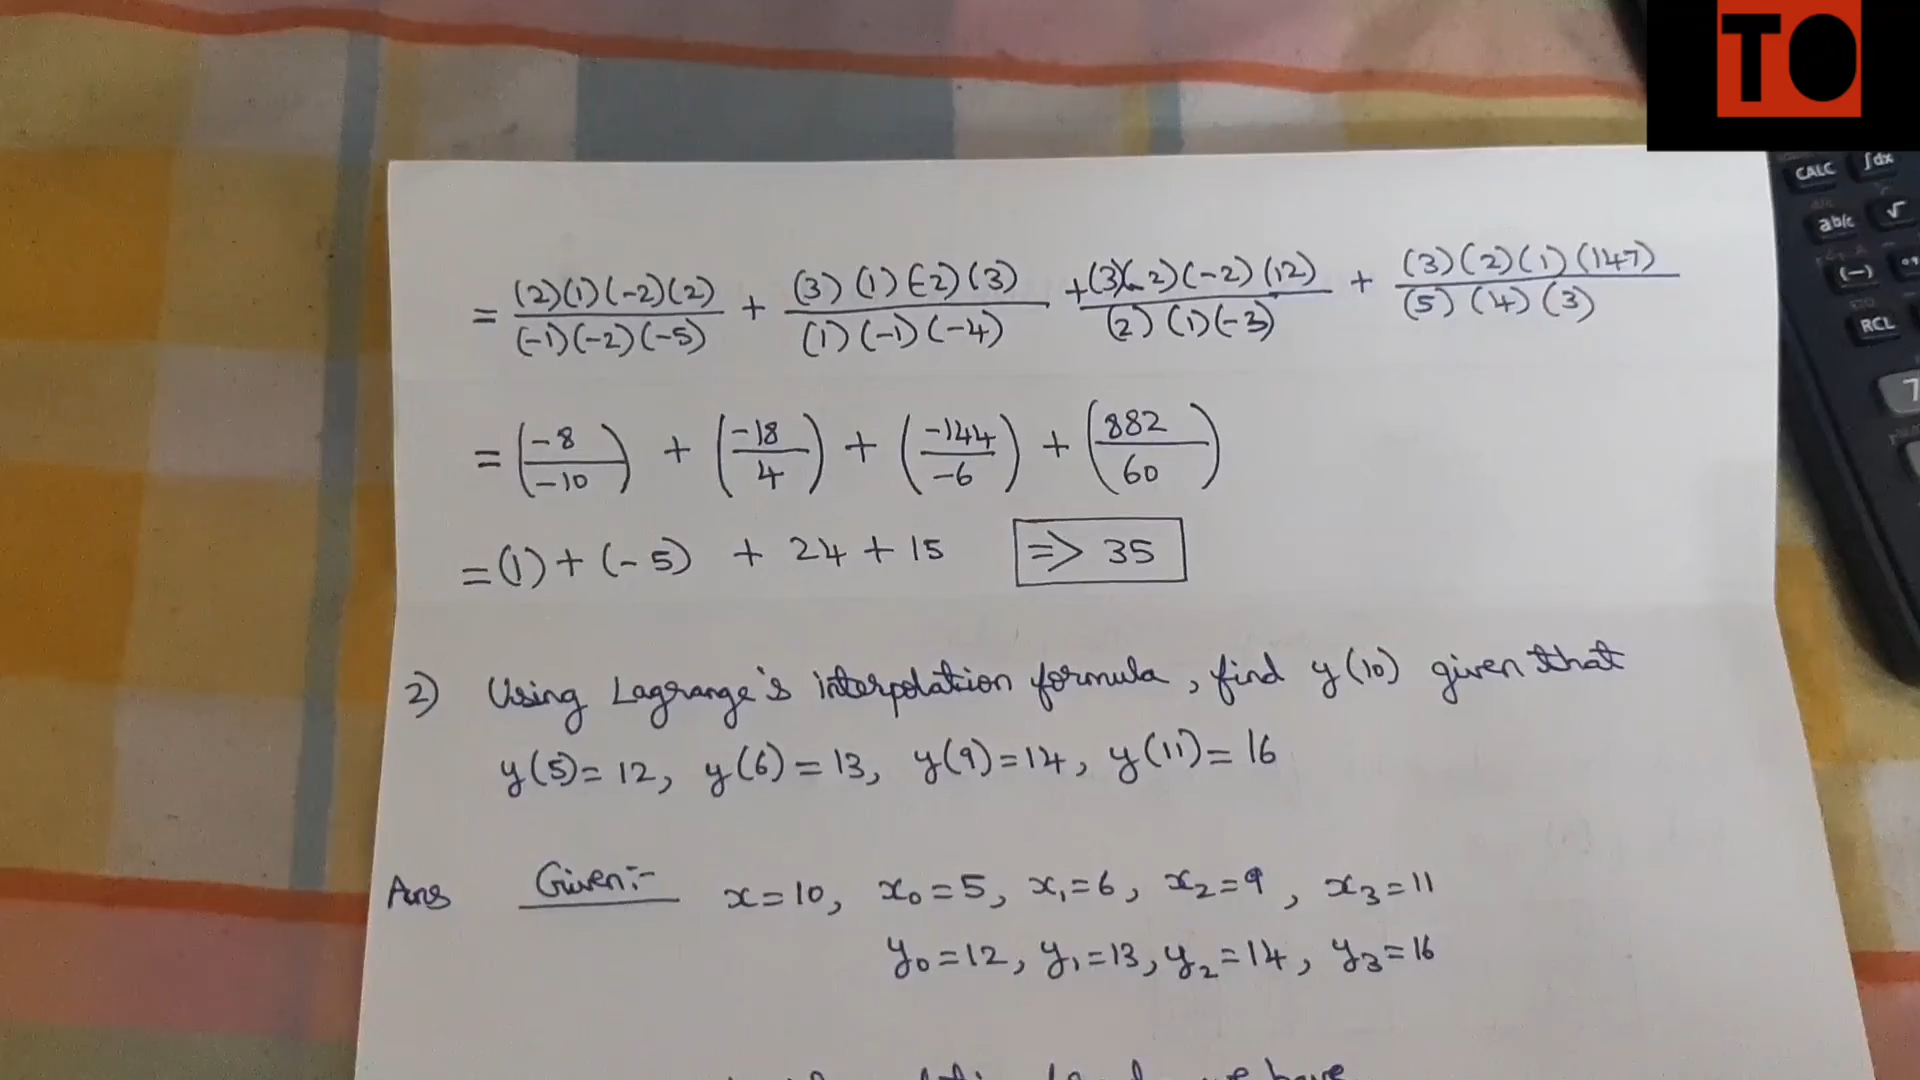 TO
= (2)(1)(-2)(2) / (-1)(-2)(-5) + (3)(1)(-2)(3) / (1)(-1)(-4) + (3)(-2)(-2)(12) / (2)(1)(-3) + (3)(2)(1)(147) / (5)(4)(3)
= (-8 / -10) + (-18 / 4) + (-144 / -6) + (882 / 60)
= (1) + (-5) + 24 + 15 => 35
2) Using Lagrange's interpolation formula, find y(10) given that
y(5) = 12, y(6) = 13, y(9) = 14, y(11) = 16
Ans Given:- x = 10, x₀ = 5, x₁ = 6, x₂ = 9, x₃ = 11
y₀ = 12, y₁ = 13, y₂ = 14, y₃ = 16
have
CALC ∫dx
ab/c √
(-)
RCL
7